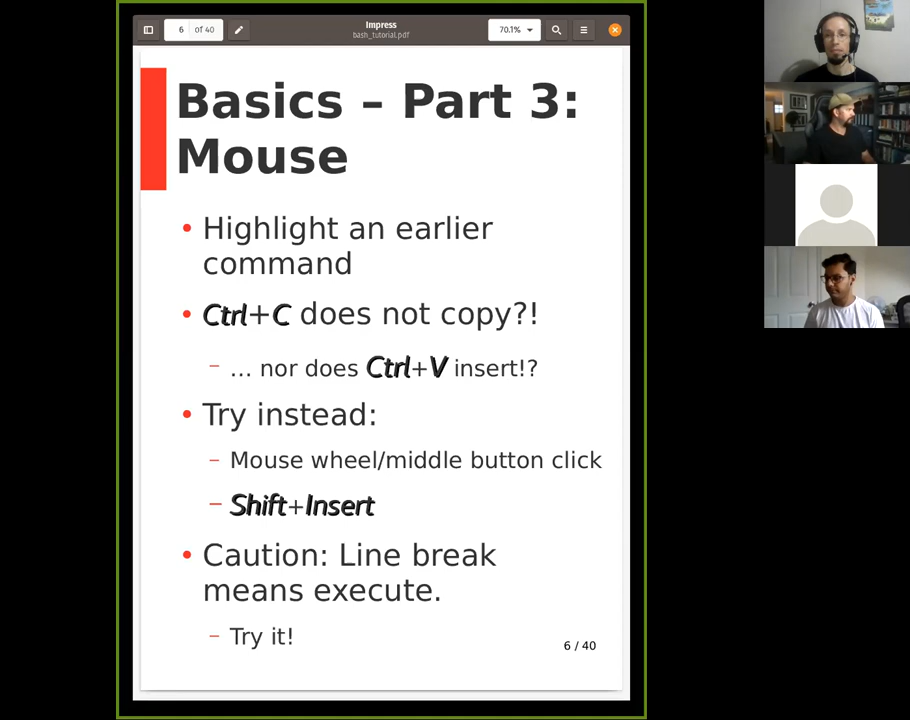 6 of 40
Impress
bash_tutorial.pdf
70.1%
Basics – Part 3:
Mouse
• Highlight an earlier
command
• Ctrl+C does not copy?!
– … nor does Ctrl+V insert!?
• Try instead:
– Mouse wheel/middle button click
– Shift+Insert
• Caution: Line break
means execute.
– Try it!
6 / 40